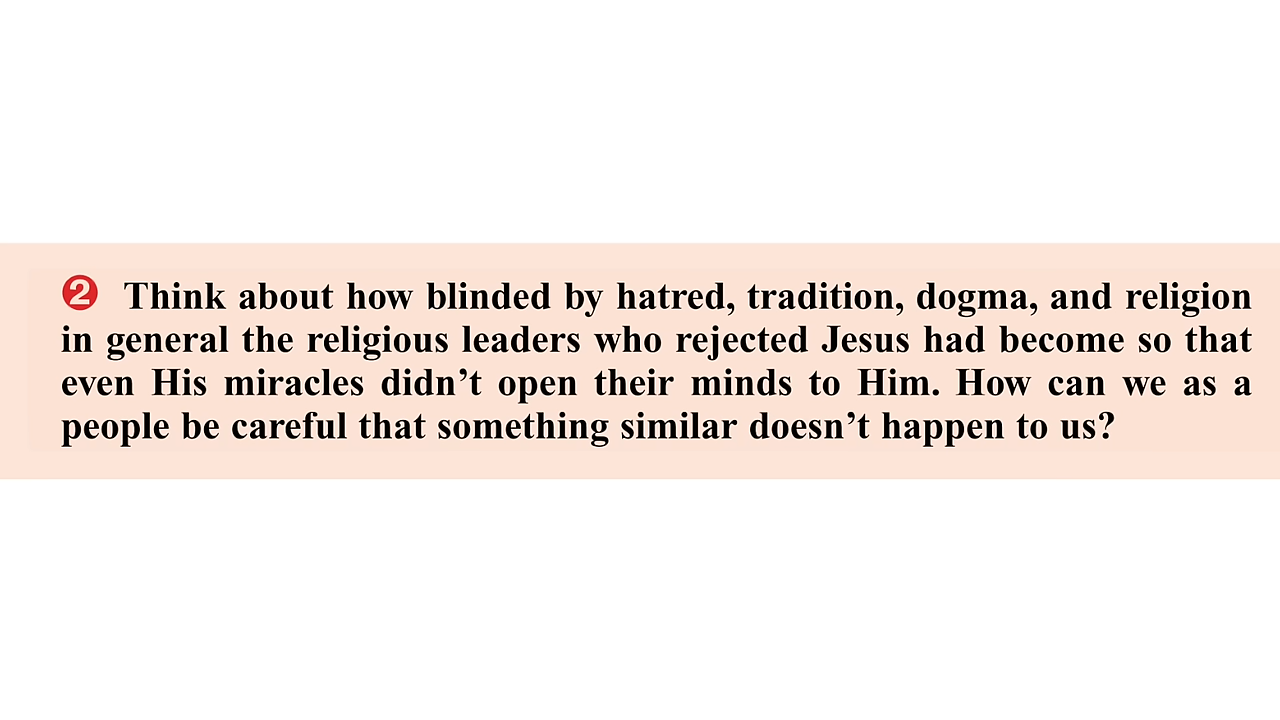 ❷ Think about how blinded by hatred, tradition, dogma, and religion
in general the religious leaders who rejected Jesus had become so that
even His miracles didn’t open their minds to Him. How can we as a
people be careful that something similar doesn’t happen to us?